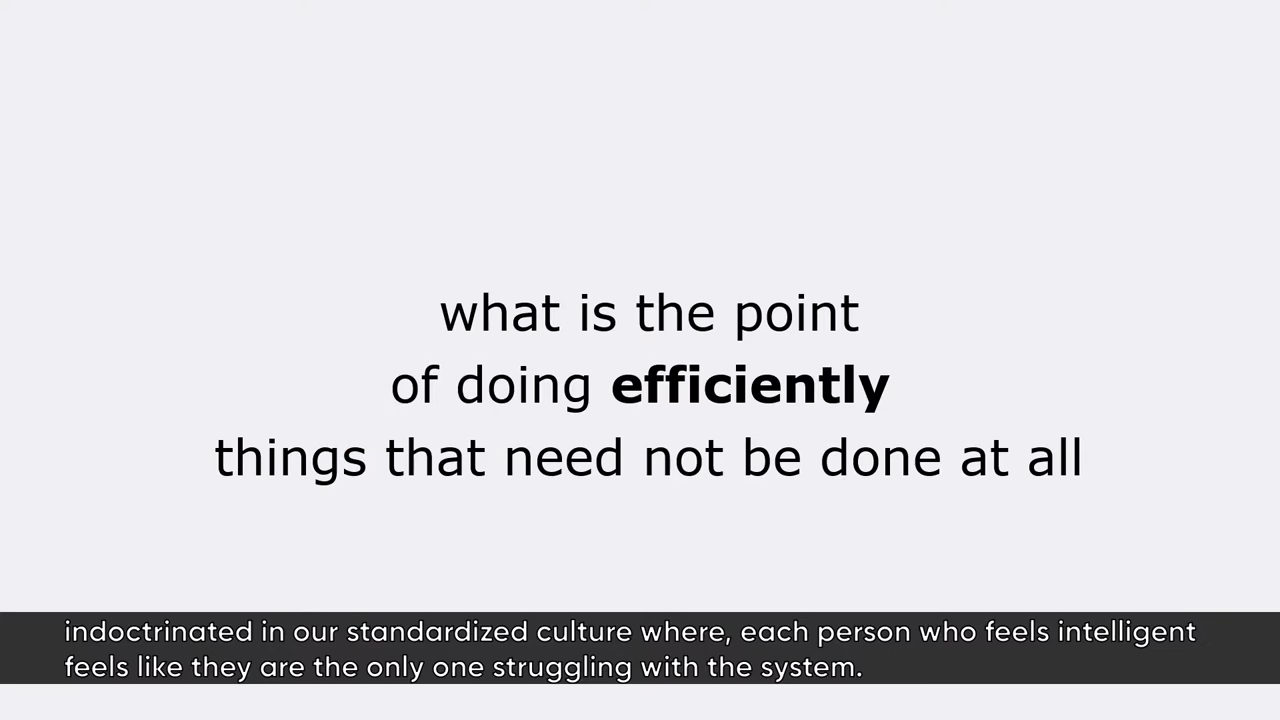 what is the point
of doing efficiently
things that need not be done at all
indoctrinated in our standardized culture where, each person who feels intelligent
feels like they are the only one struggling with the system.